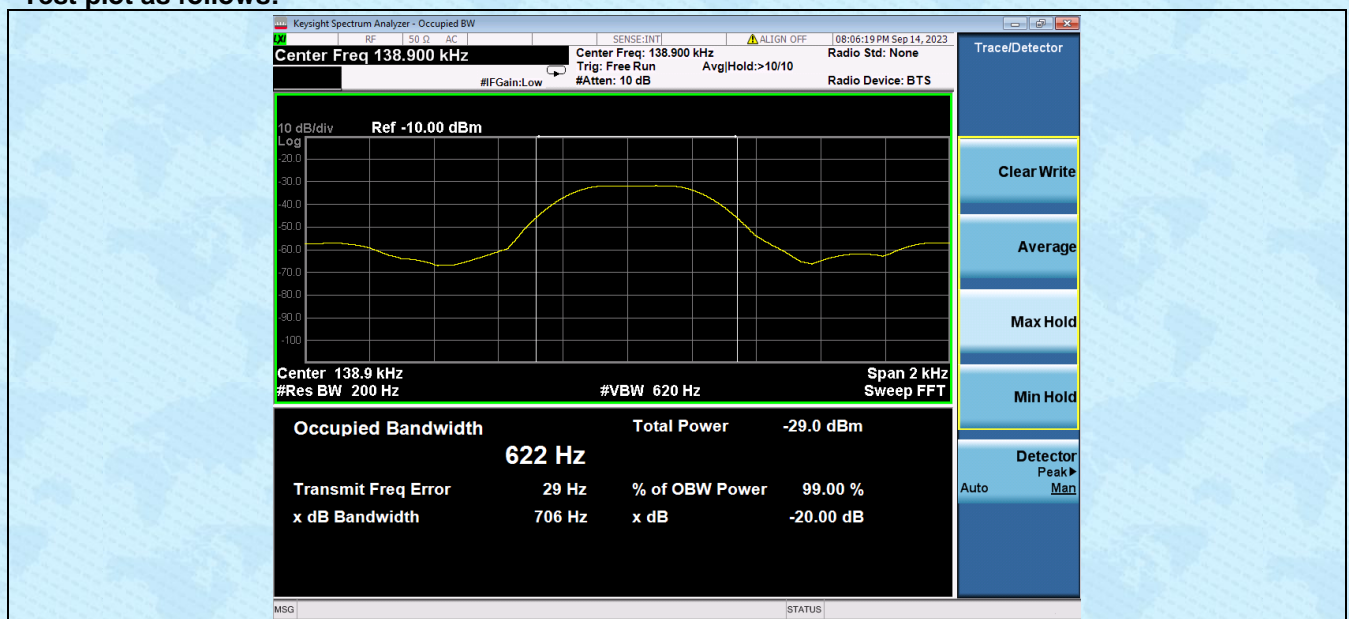 Test plot as follows:
Keysight Spectrum Analyzer - Occupied BW
LXI RF 50 Ω AC SENSE:INT ALIGN OFF 08:06:19 PM Sep 14, 2023
Center Freq 138.900 kHz
Center Freq: 138.900 kHz Radio Std: None
Trig: Free Run Avg|Hold:>10/10
#IFGain:Low #Atten: 10 dB Radio Device: BTS
10 dB/div Ref -10.00 dBm
Log
-20.0
-30.0
-40.0
-50.0
-60.0
-70.0
-80.0
-90.0
-100
Center 138.9 kHz Span 2 kHz
#Res BW 200 Hz #VBW 620 Hz Sweep FFT
Occupied Bandwidth Total Power -29.0 dBm
622 Hz
Transmit Freq Error 29 Hz % of OBW Power 99.00 %
x dB Bandwidth 706 Hz x dB -20.00 dB
MSG STATUS
Trace/Detector
Clear Write
Average
Max Hold
Min Hold
Detector
Peak▶
Auto Man